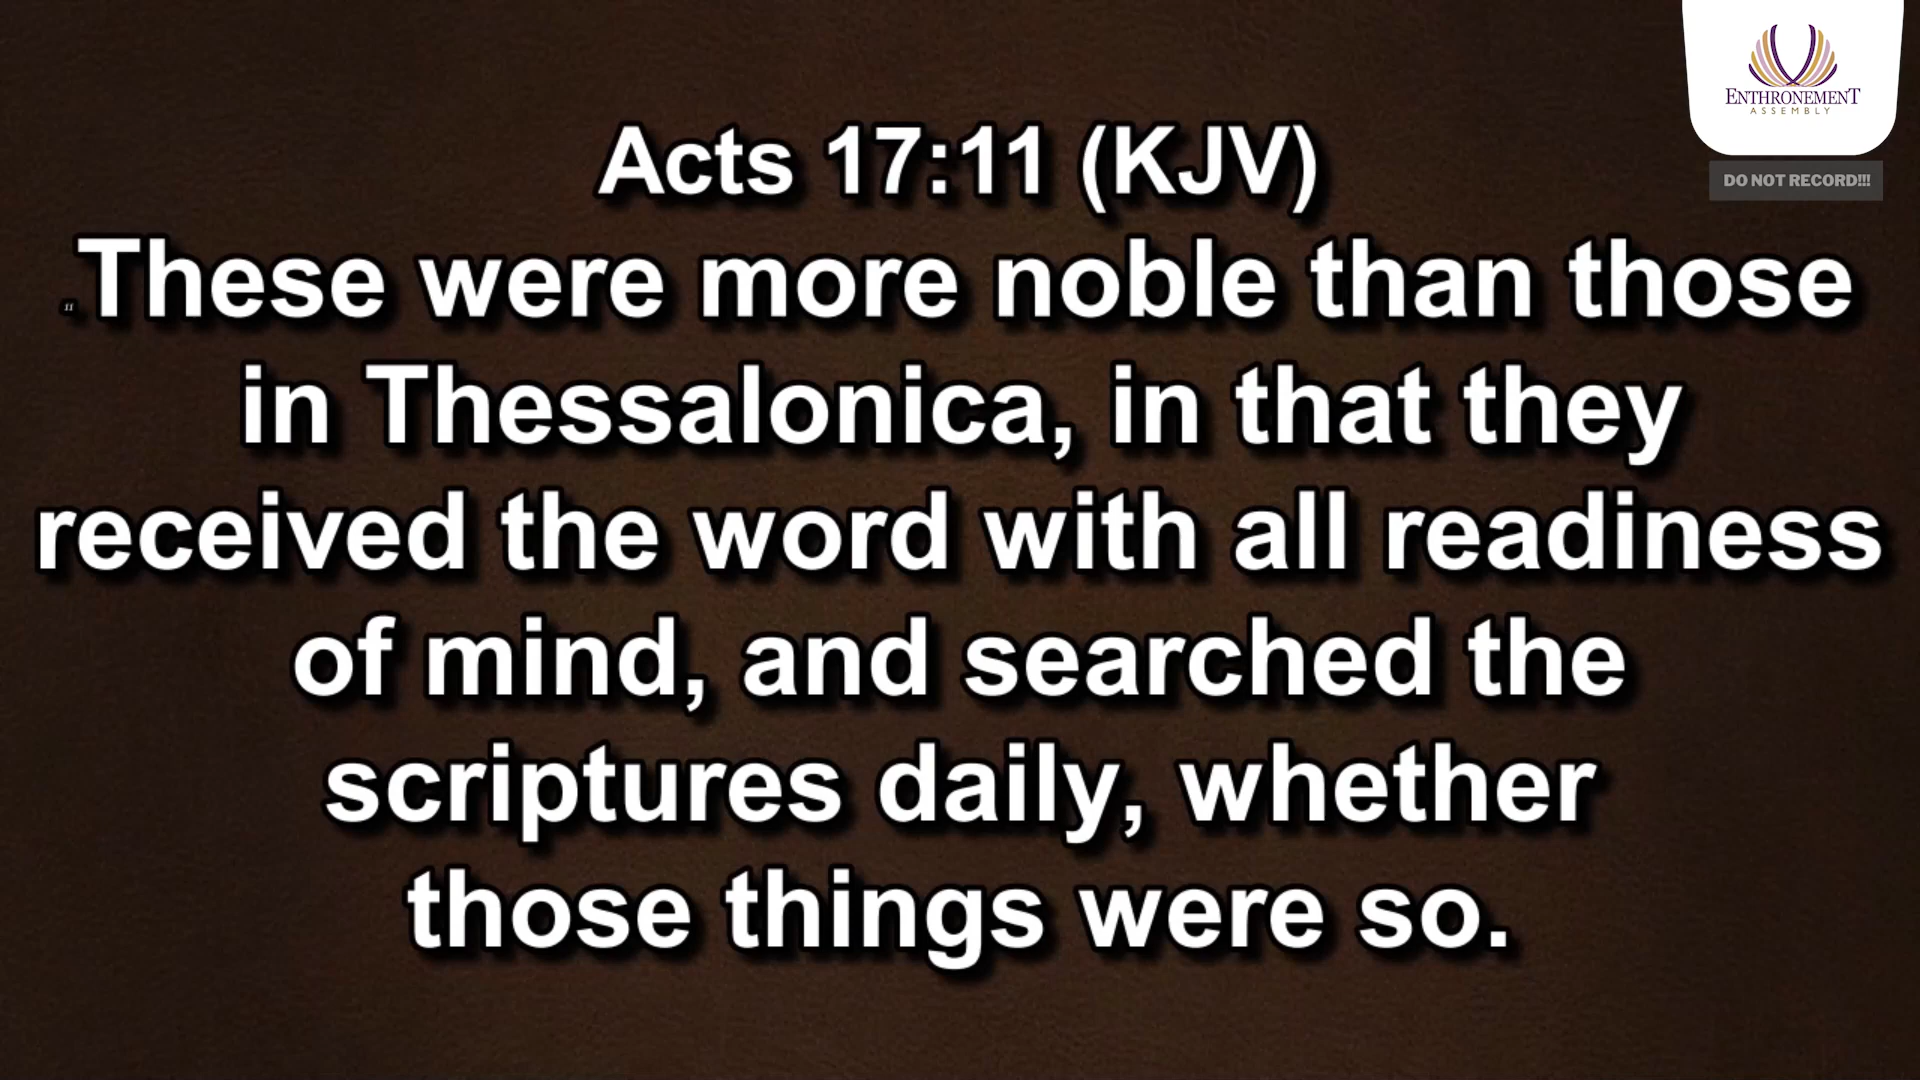 ENTHRONEMENT
ASSEMBLY
DO NOT RECORD!!!
Acts 17:11 (KJV)
11 These were more noble than those
in Thessalonica, in that they
received the word with all readiness
of mind, and searched the
scriptures daily, whether
those things were so.